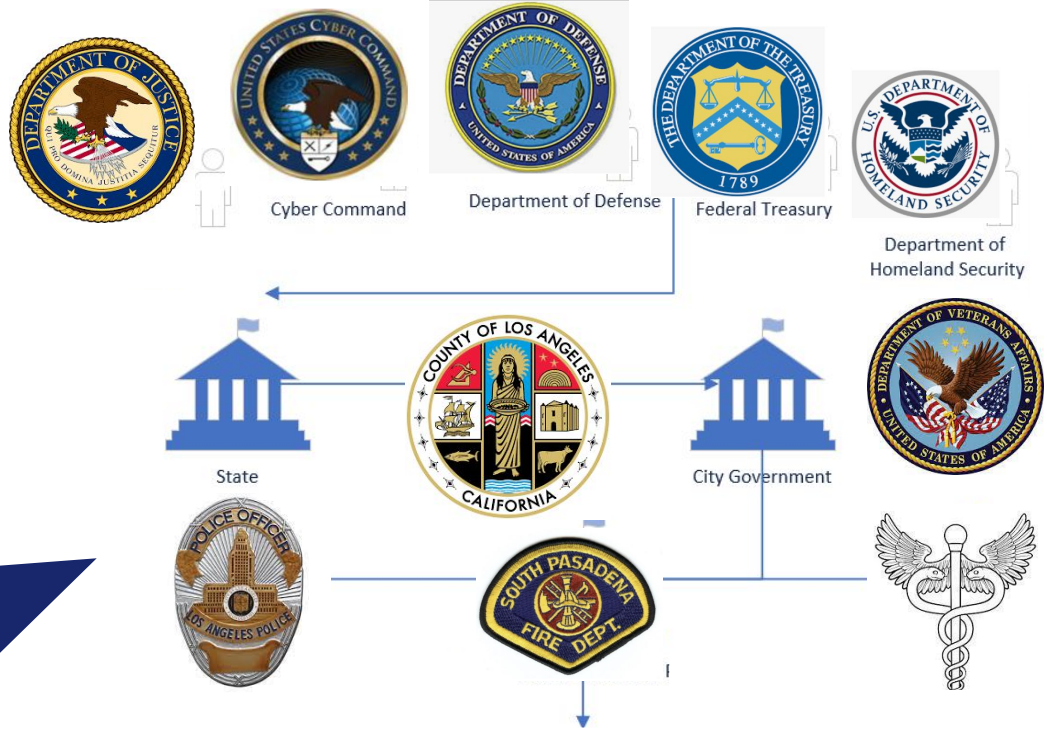 DEPARTMENT OF JUSTICE
QUI PRO DOMINA JUSTITIA SEQUITUR
UNITED STATES CYBER COMMAND
DEPARTMENT OF DEFENSE
UNITED STATES OF AMERICA
THE DEPARTMENT OF THE TREASURY
1789
U.S. DEPARTMENT OF
HOMELAND SECURITY
Cyber Command
Department of Defense
Federal Treasury
Department of
Homeland Security
COUNTY OF LOS ANGELES
CALIFORNIA
DEPARTMENT OF VETERANS AFFAIRS
UNITED STATES OF AMERICA
State
City Government
POLICE OFFICER
LOS ANGELES POLICE
SOUTH PASADENA
FIRE DEPT.